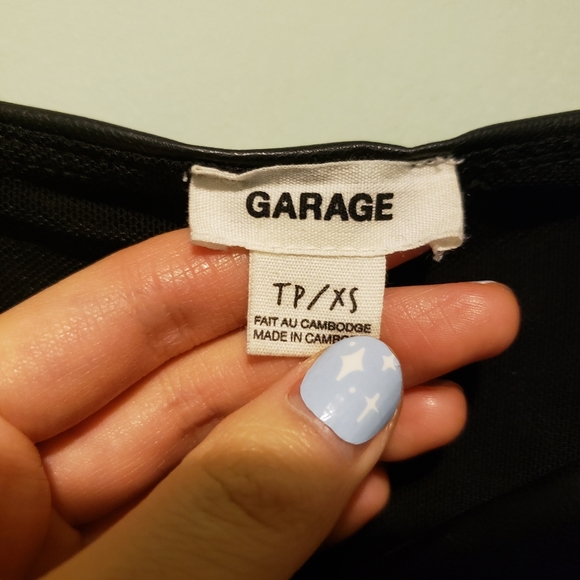 GARAGE
TP/XS
FAIT AU CAMBODGE
MADE IN